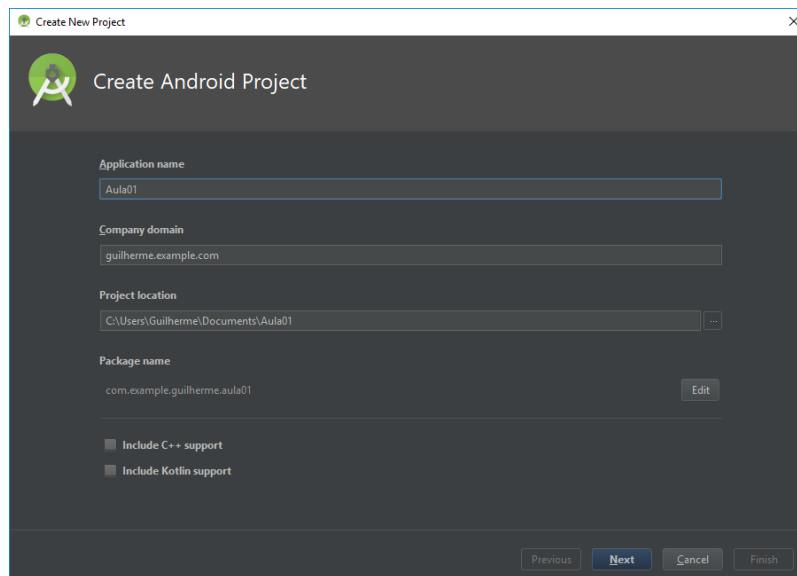 Create New Project
Create Android Project
Application name
Aula01
Company domain
guilherme.example.com
Project location
C:\Users\Guilherme\Documents\Aula01
...
Package name
com.example.guilherme.aula01
Edit
Include C++ support
Include Kotlin support
Previous Next Cancel Finish